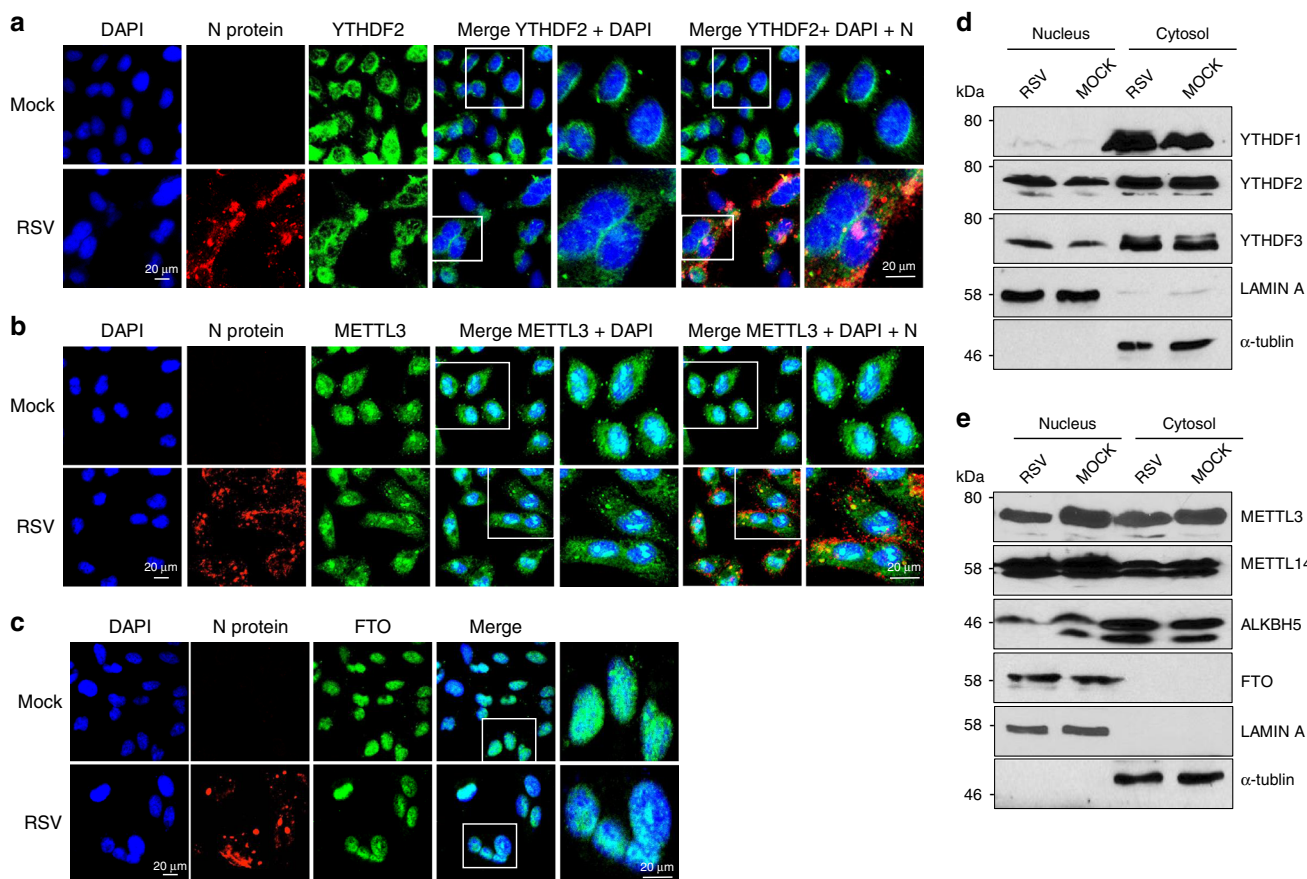 a
DAPI N protein YTHDF2 Merge YTHDF2 + DAPI Merge YTHDF2+ DAPI + N
Mock
RSV
20 μm
20 μm
b
DAPI N protein METTL3 Merge METTL3 + DAPI Merge METTL3 + DAPI + N
Mock
RSV
20 μm
20 μm
c
DAPI N protein FTO Merge
Mock
RSV
20 μm
20 μm
d
Nucleus Cytosol
kDa RSV MOCK RSV MOCK
80
YTHDF1
80
YTHDF2
80
YTHDF3
58
LAMIN A
46
α-tublin
e
Nucleus Cytosol
kDa RSV MOCK RSV MOCK
80
METTL3
58
METTL14
46
ALKBH5
58
FTO
58
LAMIN A
46
α-tublin